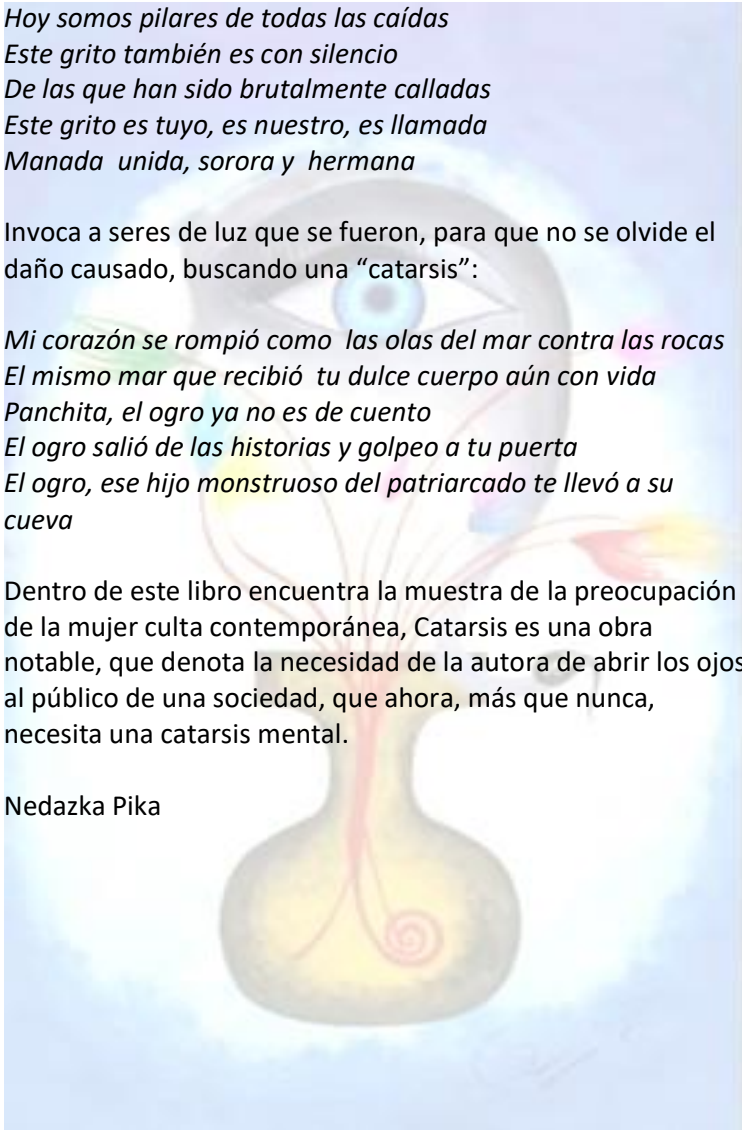 Hoy somos pilares de todas las caídas
Este grito también es con silencio
De las que han sido brutalmente calladas
Este grito es tuyo, es nuestro, es llamada
Manada  unida, sorora y  hermana
Invoca a seres de luz que se fueron, para que no se olvide el
daño causado, buscando una “catarsis”:
Mi corazón se rompió como  las olas del mar contra las rocas
El mismo mar que recibió  tu dulce cuerpo aún con vida
Panchita, el ogro ya no es de cuento
El ogro salió de las historias y golpeo a tu puerta
El ogro, ese hijo monstruoso del patriarcado te llevó a su
cueva
Dentro de este libro encuentra la muestra de la preocupación
de la mujer culta contemporánea, Catarsis es una obra
notable, que denota la necesidad de la autora de abrir los ojos
al público de una sociedad, que ahora, más que nunca,
necesita una catarsis mental.
Nedazka Pika